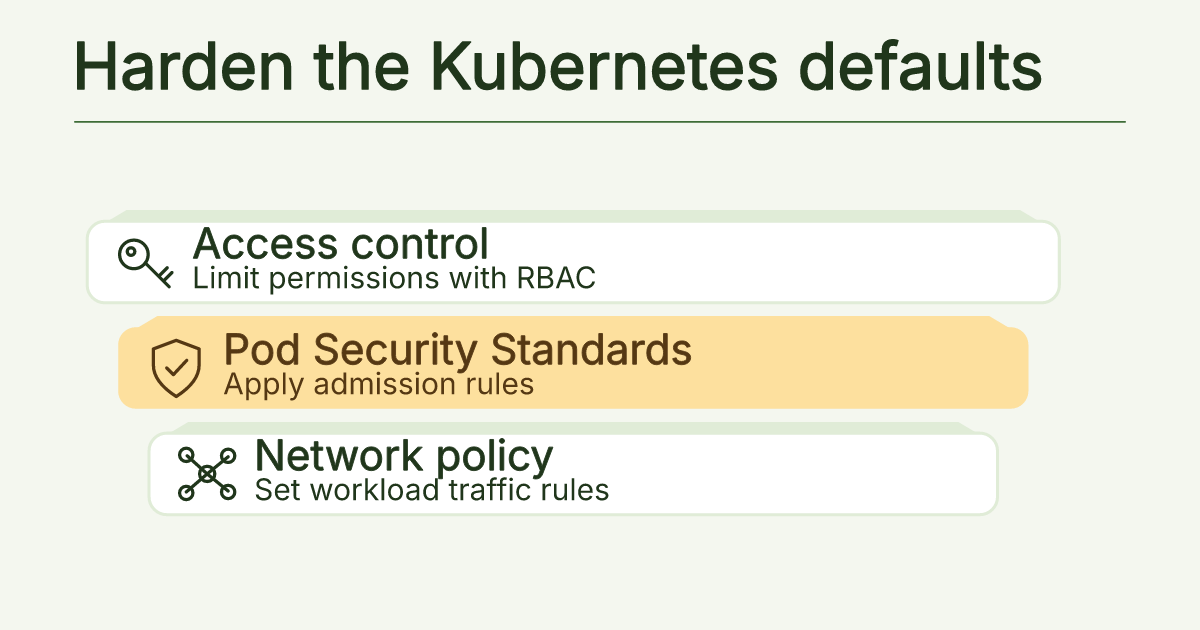 Harden the Kubernetes defaults
Access control
Limit permissions with RBAC
Pod Security Standards
Apply admission rules
Network policy
Set workload traffic rules